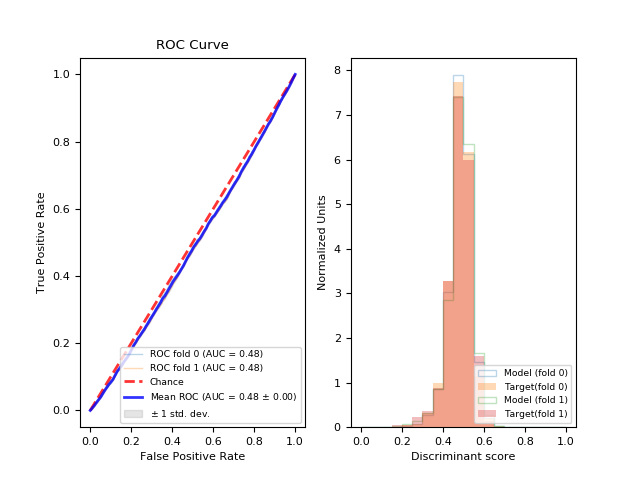 ROC Curve
1.0
0.8
0.6
0.4
0.2
0.0
True Positive Rate
0.0 0.2 0.4 0.6 0.8 1.0
False Positive Rate
ROC fold 0 (AUC = 0.48)
ROC fold 1 (AUC = 0.48)
Chance
Mean ROC (AUC = 0.48 ± 0.00)
± 1 std. dev.
8
7
6
5
4
3
2
1
0
Normalized Units
0.0 0.2 0.4 0.6 0.8 1.0
Discriminant score
Model (fold 0)
Target(fold 0)
Model (fold 1)
Target(fold 1)